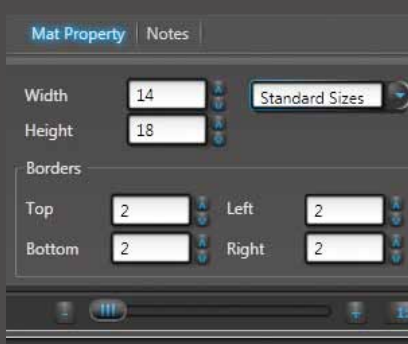 Mat Property Notes
Width 14 Standard Sizes
Height 18
Borders
Top 2 Left 2
Bottom 2 Right 2
- +